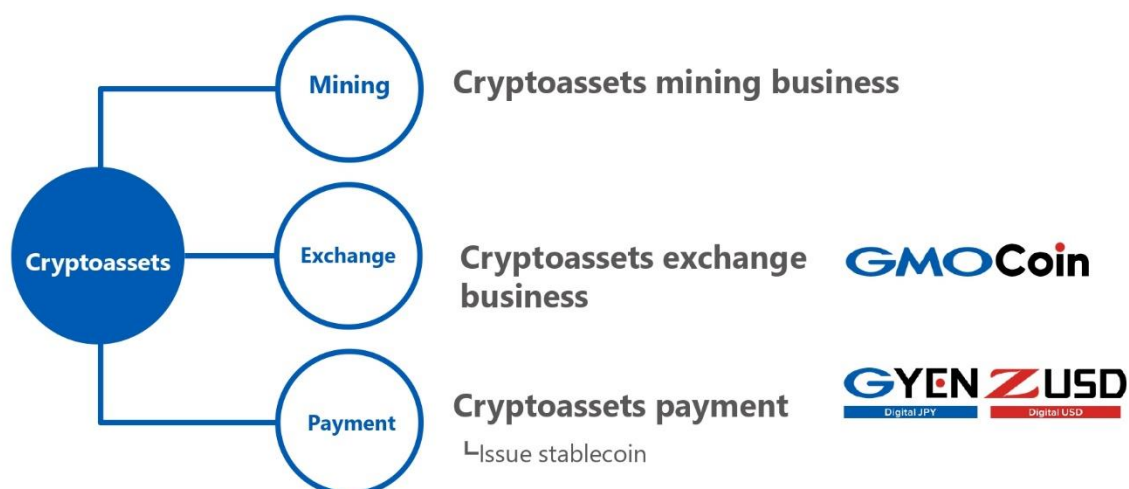 Mining
Cryptoassets mining business
Cryptoassets
Exchange
Cryptoassets exchange
business
GMOCoin
Payment
Cryptoassets payment
Issue stablecoin
GYEN ZUSD
Digital JPY Digital USD